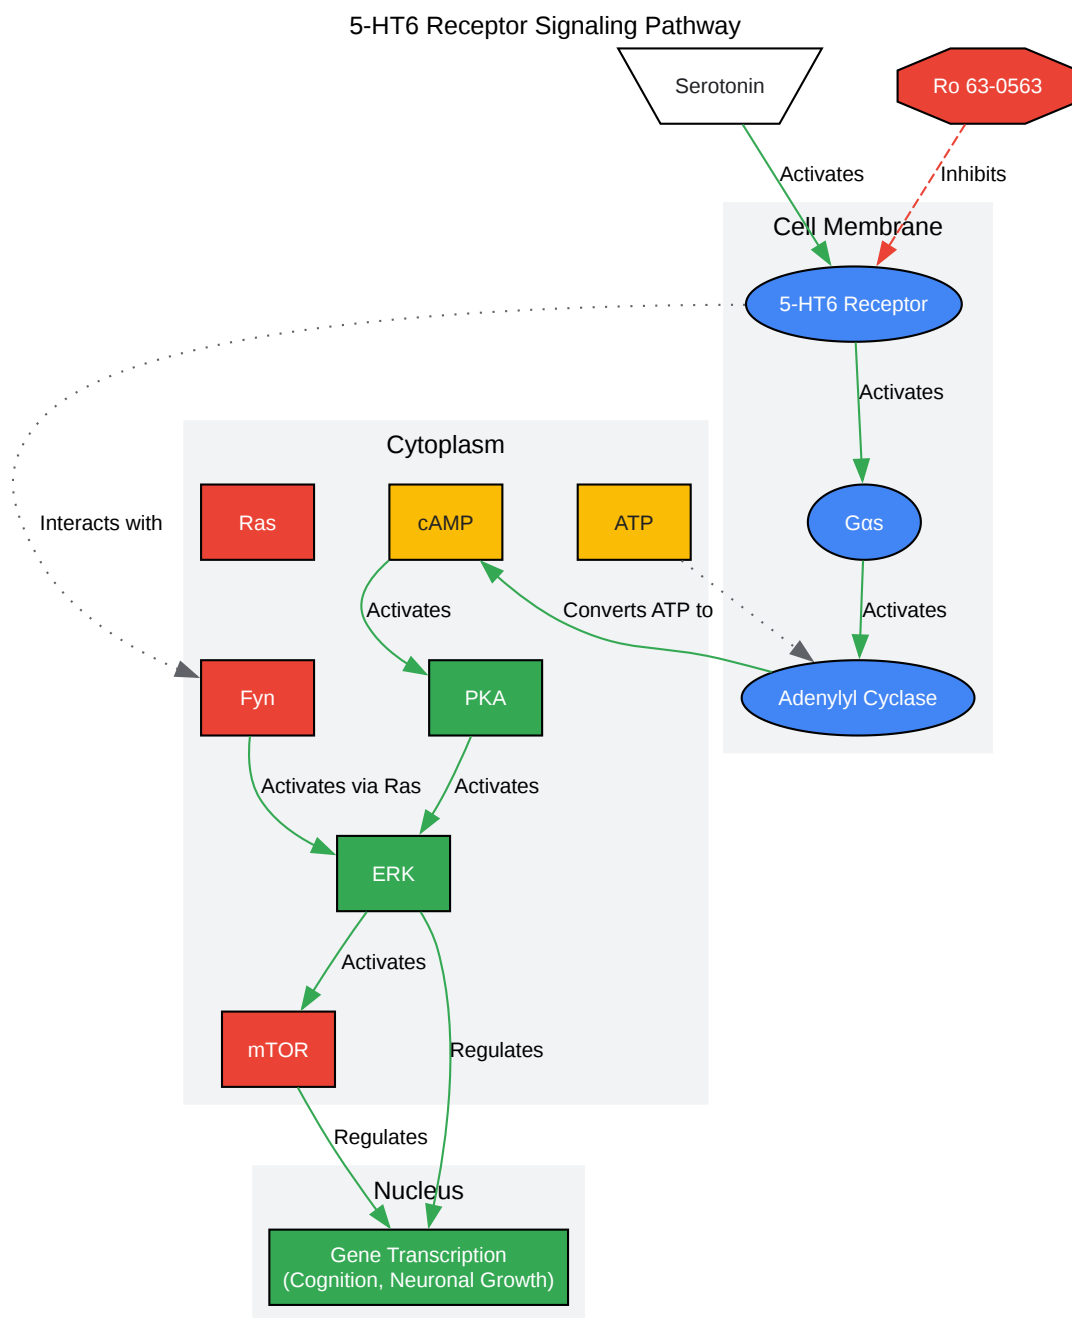 5-HT6 Receptor Signaling Pathway
Serotonin
Ro 63-0563
Activates
Inhibits
Cell Membrane
5-HT6 Receptor
Activates
Cytoplasm
Ras
cAMP
ATP
Gαs
Interacts with
Activates
Converts ATP to
Activates
Fyn
PKA
Adenylyl Cyclase
Activates via Ras
Activates
ERK
Activates
mTOR
Regulates
Regulates
Nucleus
Gene Transcription
(Cognition, Neuronal Growth)